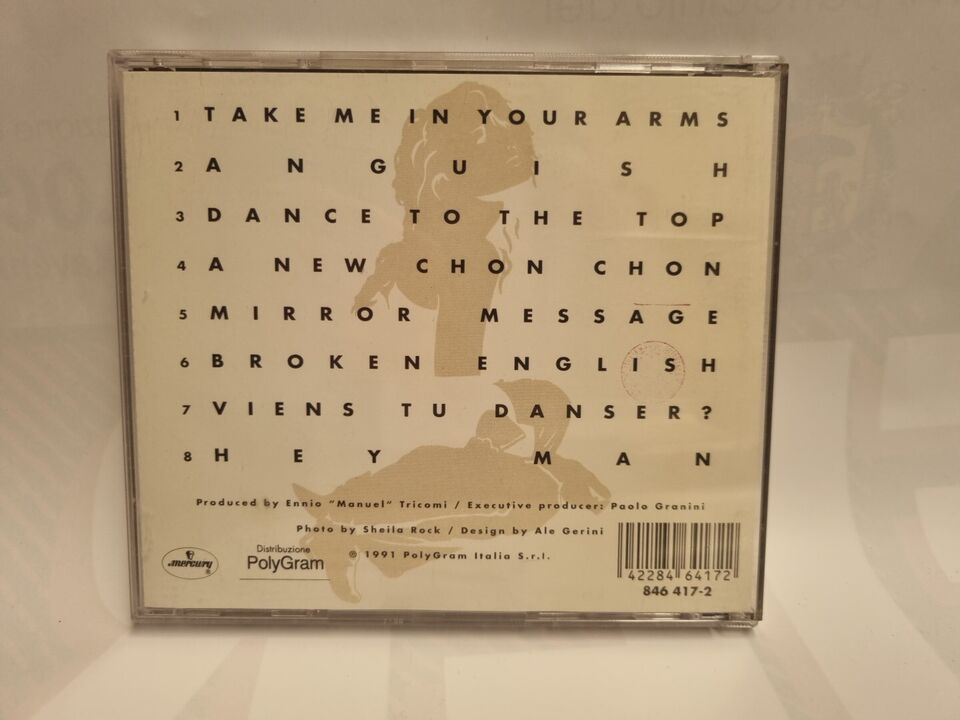 1 TAKE ME IN YOUR ARMS
2 ANGUISH
3 DANCE TO THE TOP
4 A NEW CHON CHON
5 MIRROR MESSAGE
6 BROKEN ENGLISH
7 VIENS TU DANSER?
8 HEY MAN
Produced by Ennio "Manuel" Tricomi / Executive producer: Paolo Granini
Photo by Sheila Rock / Design by Ale Gerini
mercury ®
Distribuzione
PolyGram
℗ 1991 PolyGram Italia S.r.l.
42284 64172
846 417-2